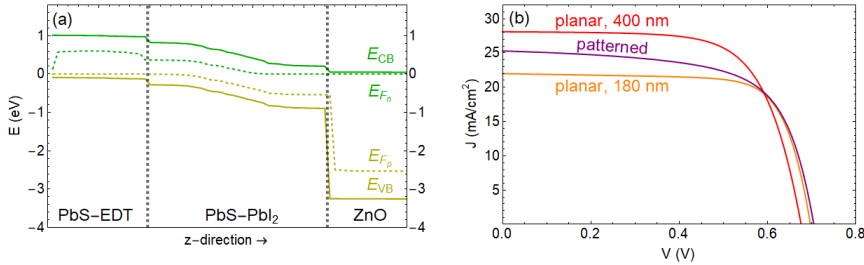 (a)
E_CB
E_Fn
E_Fp
E_VB
1
0
-1
-2
-3
-4
1
0
-1
-2
-3
-4
E (eV)
PbS-EDT
PbS-PbI2
ZnO
z-direction →
(b)
planar, 400 nm
patterned
planar, 180 nm
30
25
20
15
10
5
0
J (mA/cm²)
0.0
0.2
0.4
0.6
0.8
V (V)